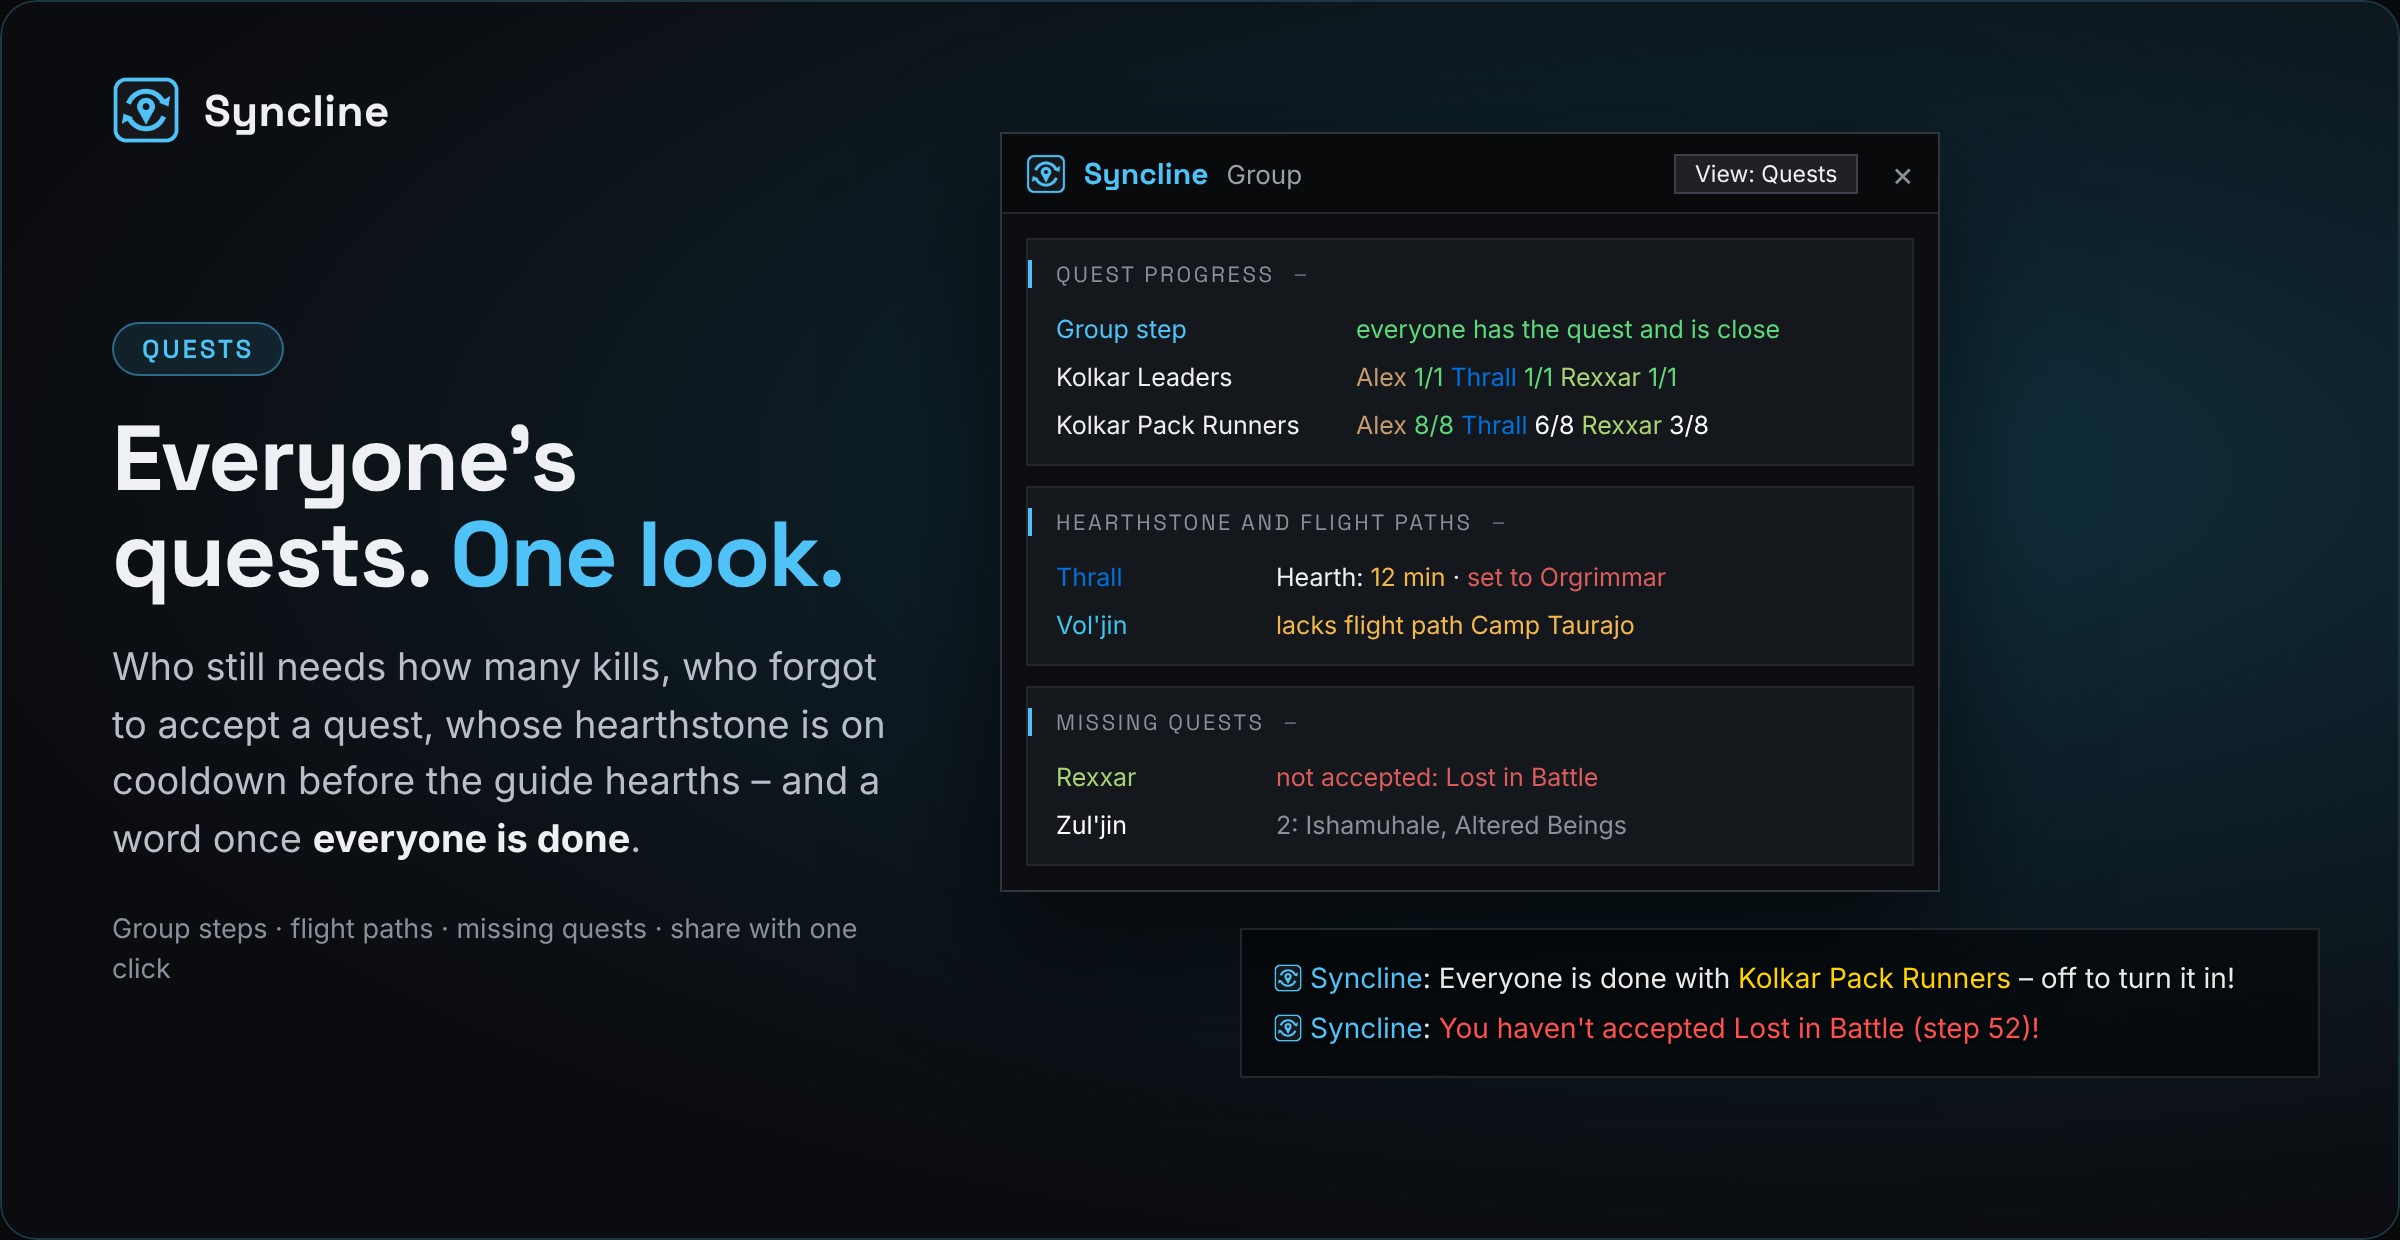 Syncline
QUESTS
Everyone’s
quests. One look.
Who still needs how many kills, who forgot
to accept a quest, whose hearthstone is on
cooldown before the guide hearths – and a
word once everyone is done.
Group steps · flight paths · missing quests · share with one
click
Syncline Group View: Quests ×
QUEST PROGRESS –
Group step everyone has the quest and is close
Kolkar Leaders Alex 1/1 Thrall 1/1 Rexxar 1/1
Kolkar Pack Runners Alex 8/8 Thrall 6/8 Rexxar 3/8
HEARTHSTONE AND FLIGHT PATHS –
Thrall Hearth: 12 min · set to Orgrimmar
Vol'jin lacks flight path Camp Taurajo
MISSING QUESTS –
Rexxar not accepted: Lost in Battle
Zul'jin 2: Ishamuhale, Altered Beings
Syncline: Everyone is done with Kolkar Pack Runners – off to turn it in!
Syncline: You haven't accepted Lost in Battle (step 52)!